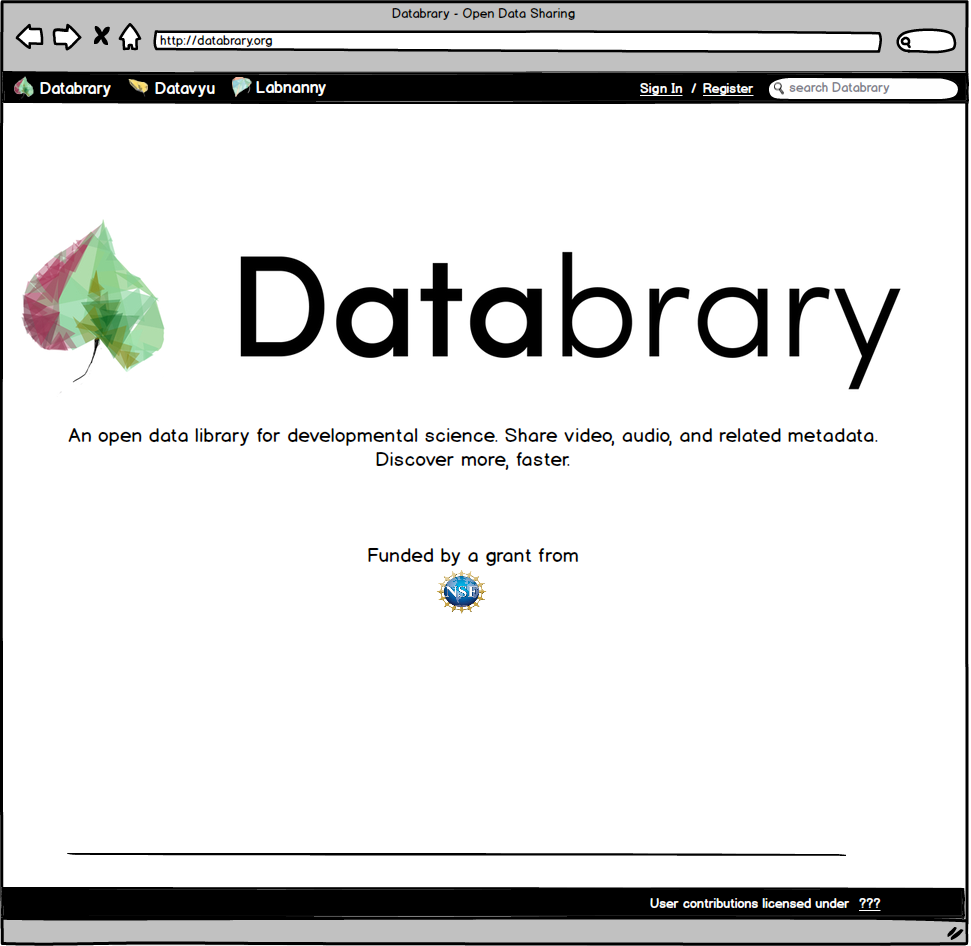 Databrary - Open Data Sharing
http://databrary.org
Databrary Datavyu Labnanny Sign In / Register search Databrary
Databrary
An open data library for developmental science. Share video, audio, and related metadata.
Discover more, faster.
Funded by a grant from
NSF
User contributions licensed under ???